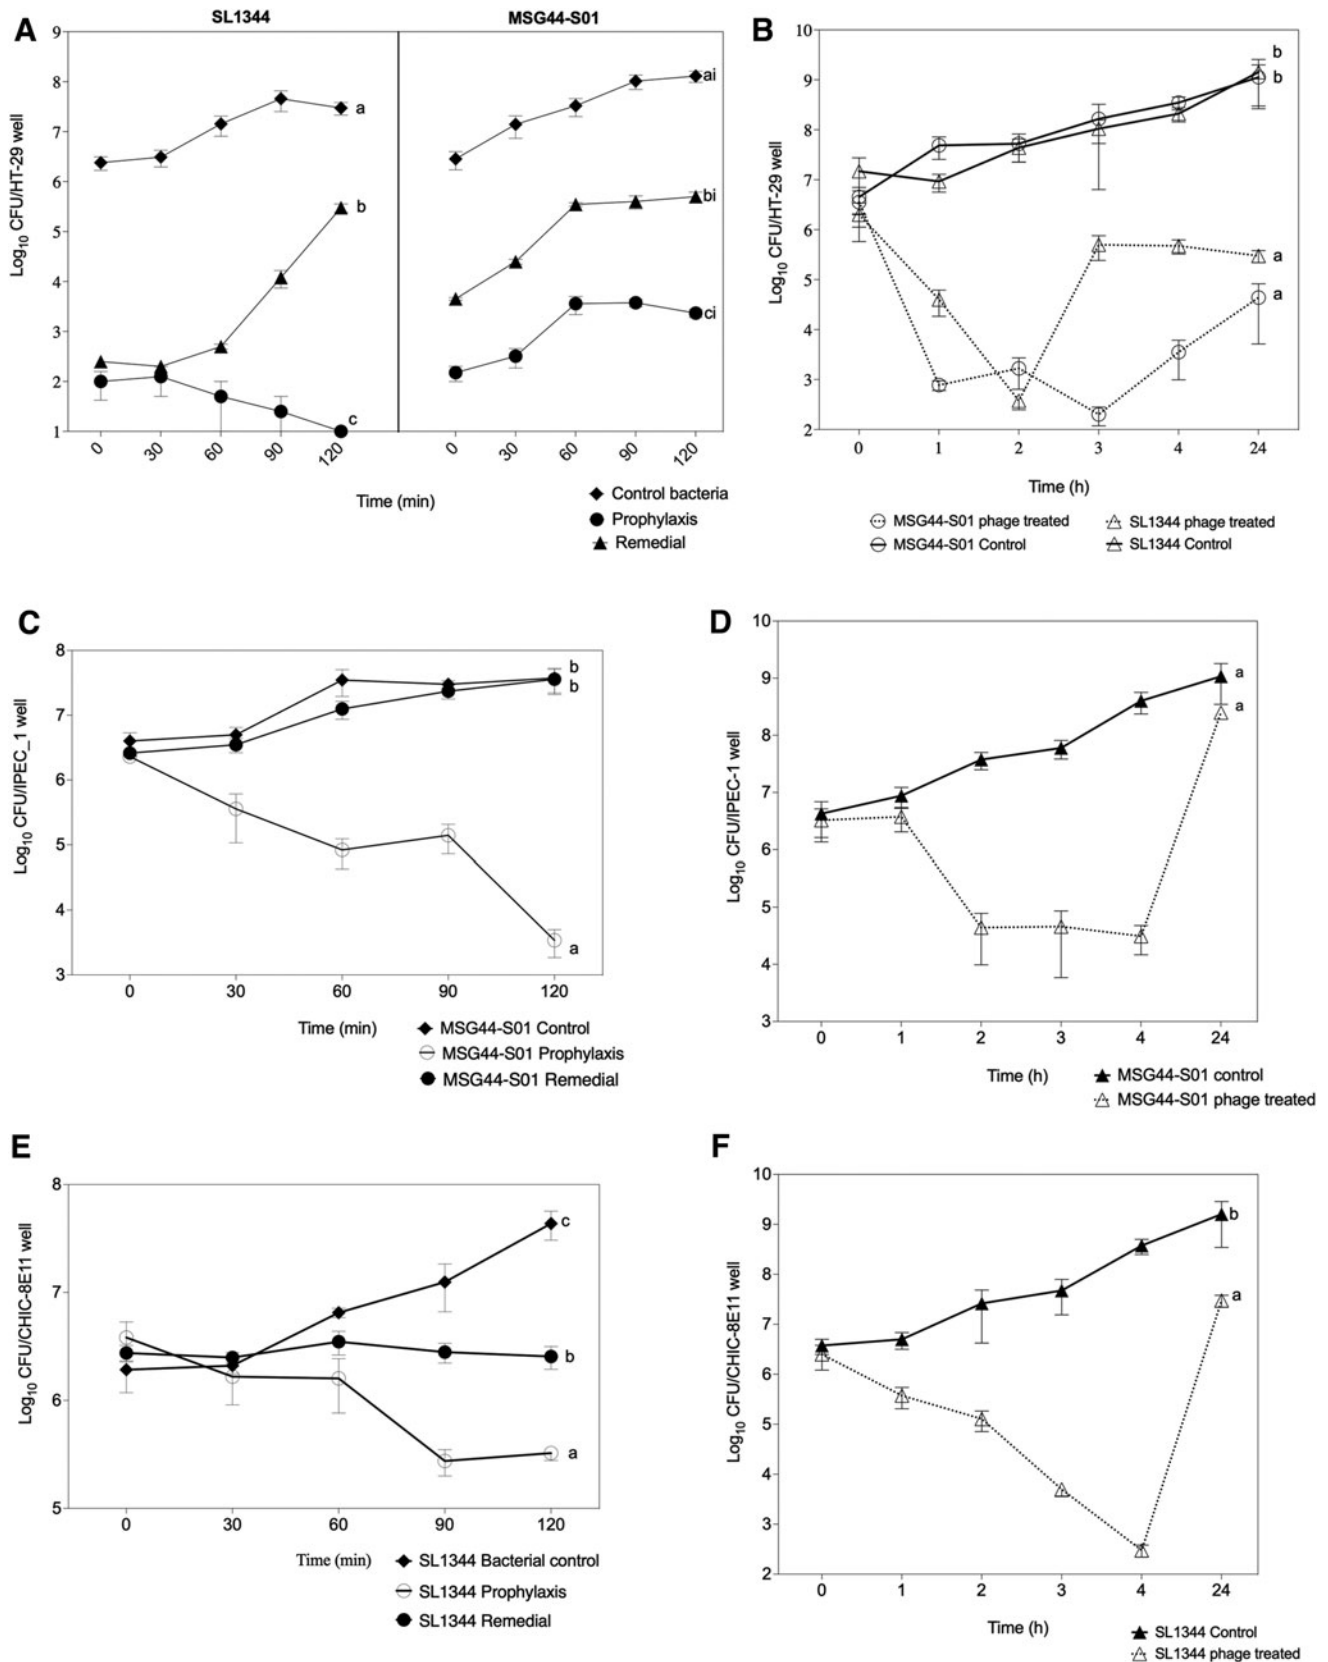 A
SL1344
MSG44-S01
Log10 CFU/HT-29 well
9
8
7
6
5
4
3
2
1
a
b
c
ai
bi
ci
0 30 60 90 120 0 30 60 90 120
Time (min)
Control bacteria
Prophylaxis
Remedial
B
Log10 CFU/HT-29 well
10
9
8
7
6
5
4
3
2
b
b
a
a
0 1 2 3 4 24
Time (h)
MSG44-S01 phage treated
SL1344 phage treated
MSG44-S01 Control
SL1344 Control
C
Log10 CFU/IPEC_1 well
8
7
6
5
4
3
b
b
a
0 30 60 90 120
Time (min)
MSG44-S01 Control
MSG44-S01 Prophylaxis
MSG44-S01 Remedial
D
Log10 CFU/IPEC-1 well
10
9
8
7
6
5
4
3
a
a
0 1 2 3 4 24
Time (h)
MSG44-S01 control
MSG44-S01 phage treated
E
Log10 CFU/CHIC-8E11 well
8
7
6
5
c
b
a
0 30 60 90 120
Time (min)
SL1344 Bacterial control
SL1344 Prophylaxis
SL1344 Remedial
F
Log10 CFU/CHIC-8E11 well
10
9
8
7
6
5
4
3
2
b
a
0 1 2 3 4 24
Time (h)
SL1344 Control
SL1344 phage treated